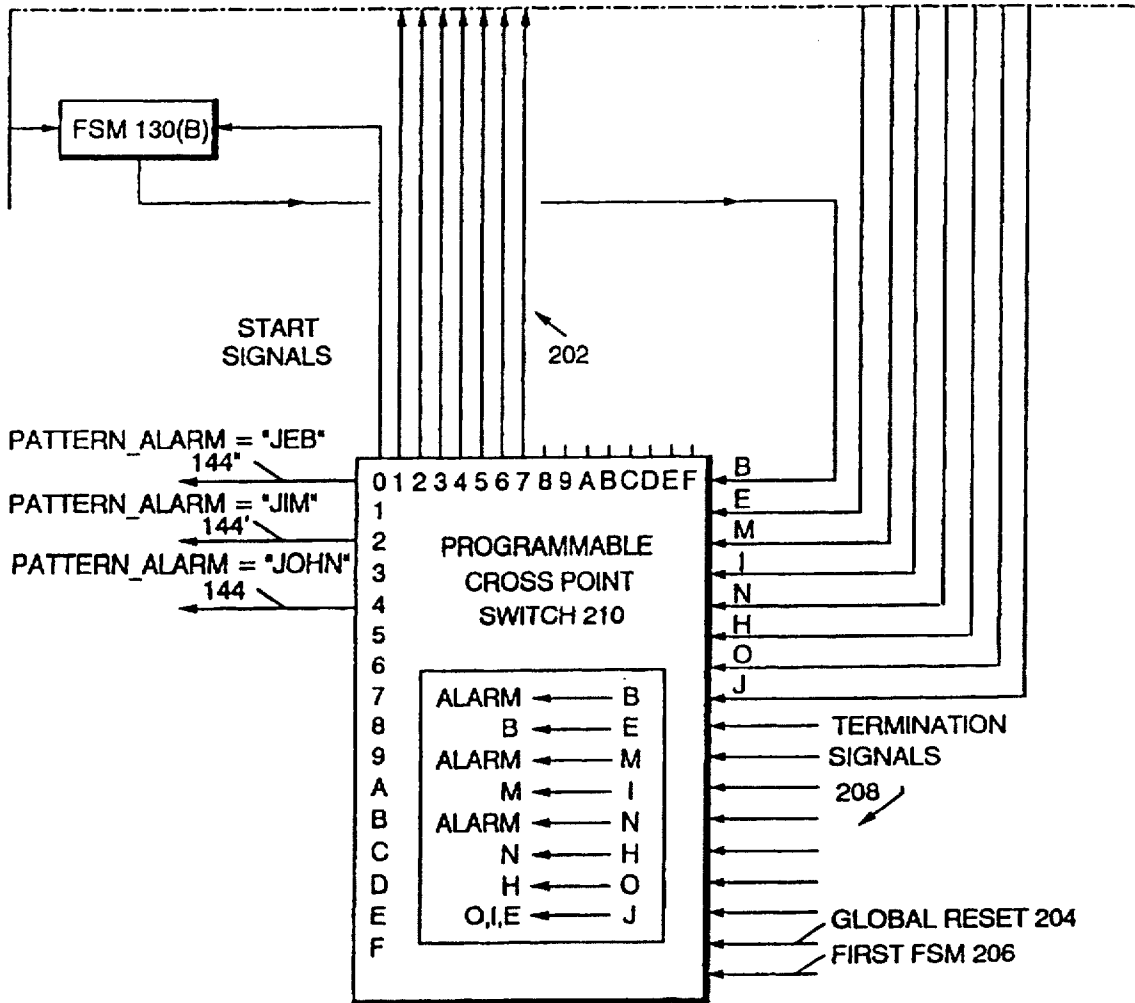 FSM 130(B)
START
SIGNALS
202
PATTERN_ALARM = "JEB"
144"
PATTERN_ALARM = "JIM"
144'
PATTERN_ALARM = "JOHN"
144
0 1 2 3 4 5 6 7 8 9 A B C D E F
1
2
3
4
5
6
7
8
9
A
B
C
D
E
F
PROGRAMMABLE
CROSS POINT
SWITCH 210
ALARM B
B E
ALARM M
M I
ALARM N
N H
H O
O,I,E J
B
E
M
I
N
H
O
J
TERMINATION
SIGNALS
208
GLOBAL RESET 204
FIRST FSM 206